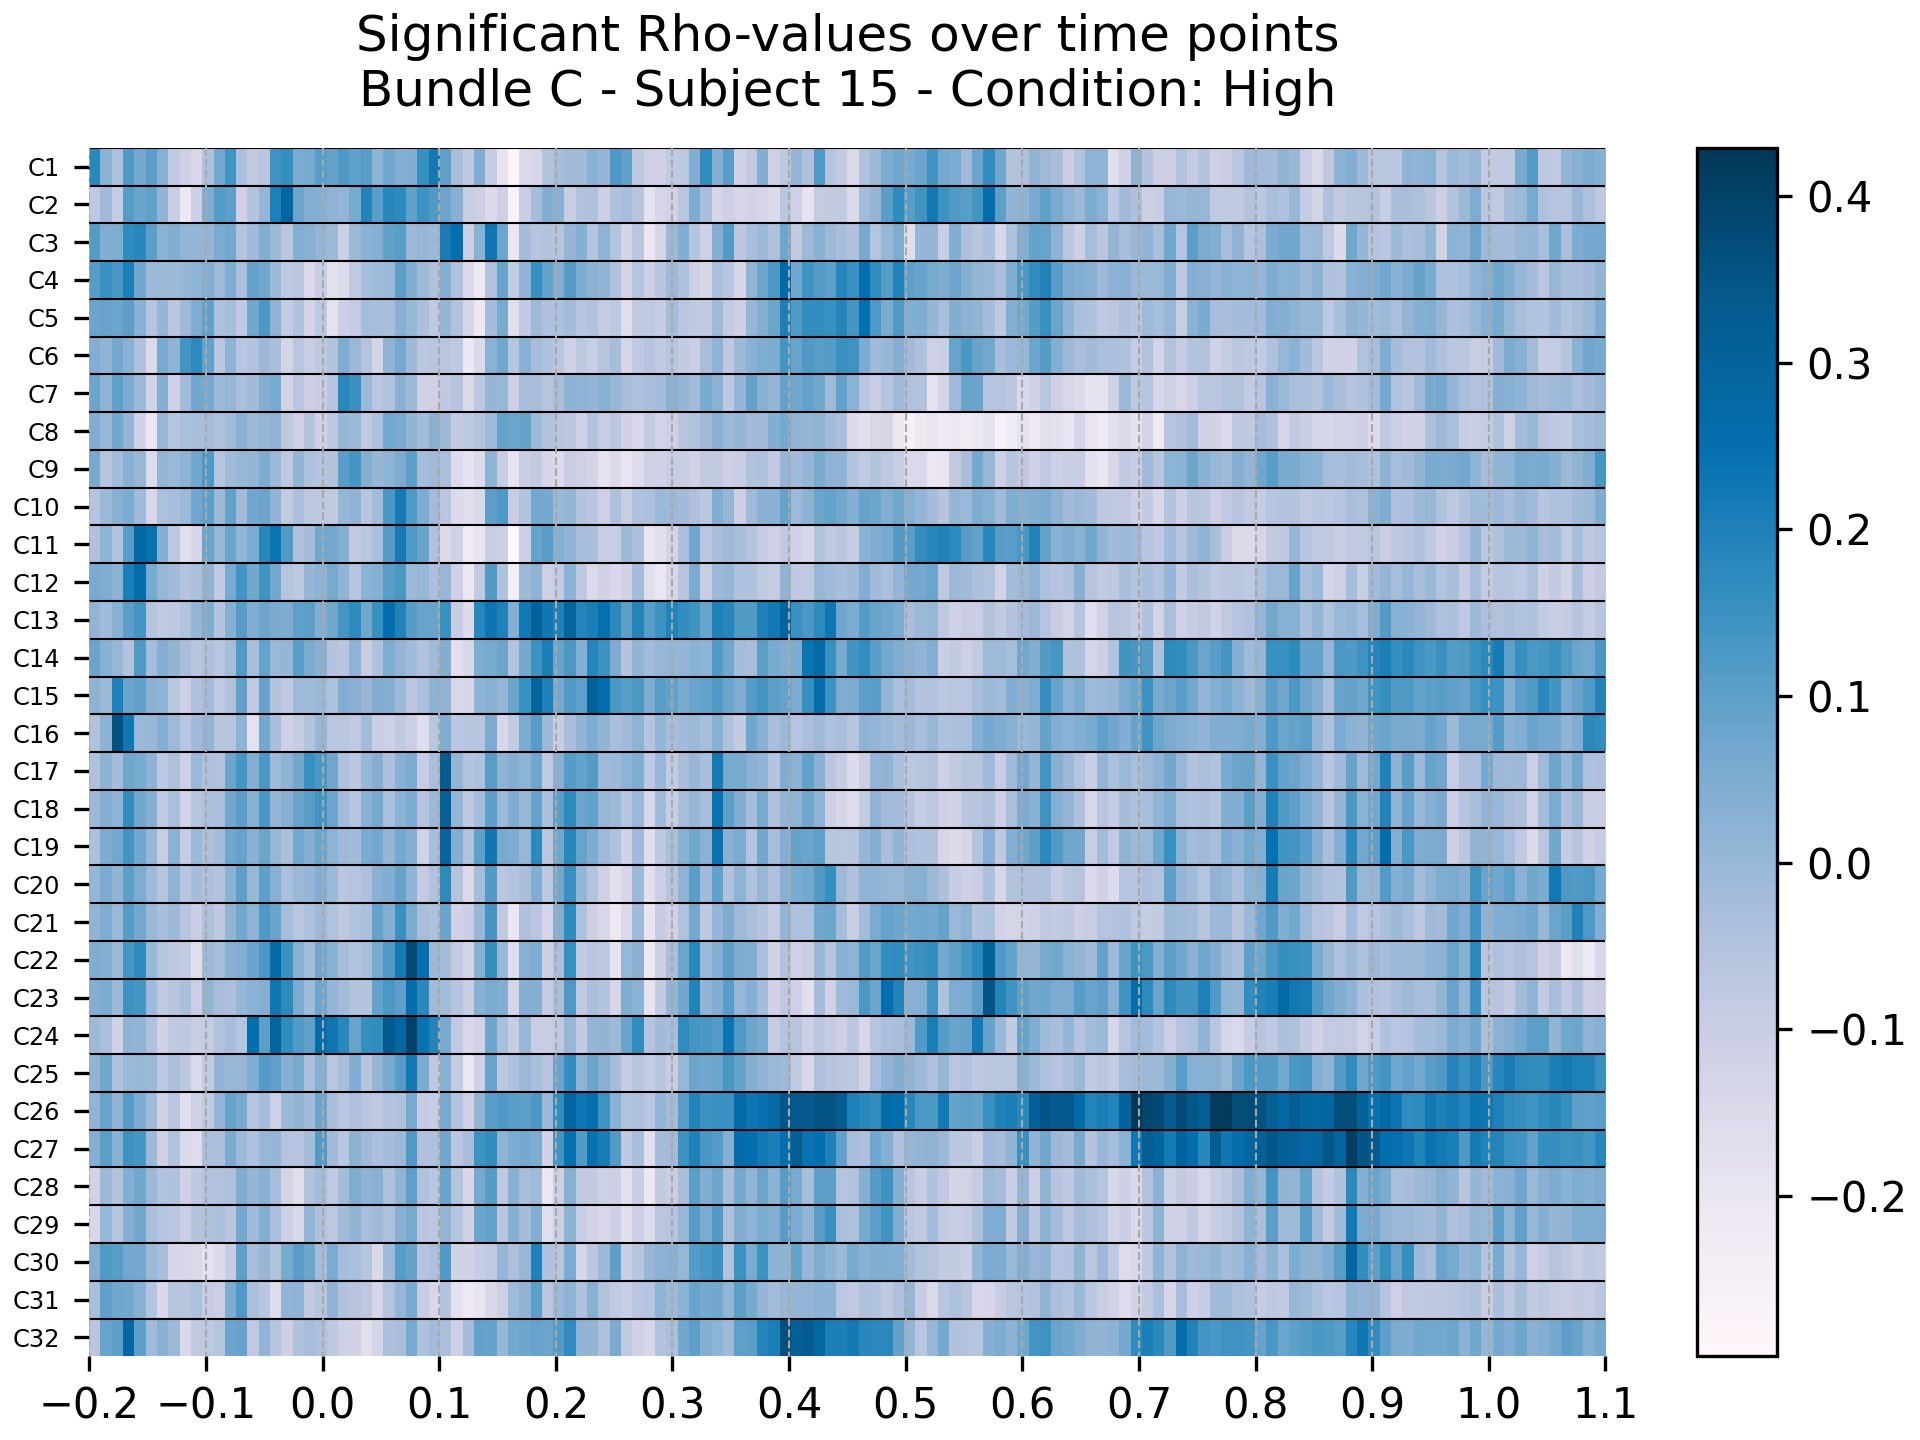 Significant Rho-values over time points
Bundle C - Subject 15 - Condition: High
C1
C2
C3
C4
C5
C6
C7
C8
C9
C10
C11
C12
C13
C14
C15
C16
C17
C18
C19
C20
C21
C22
C23
C24
C25
C26
C27
C28
C29
C30
C31
C32
−0.2 −0.1 0.0 0.1 0.2 0.3 0.4 0.5 0.6 0.7 0.8 0.9 1.0 1.1
0.4
0.3
0.2
0.1
0.0
−0.1
−0.2